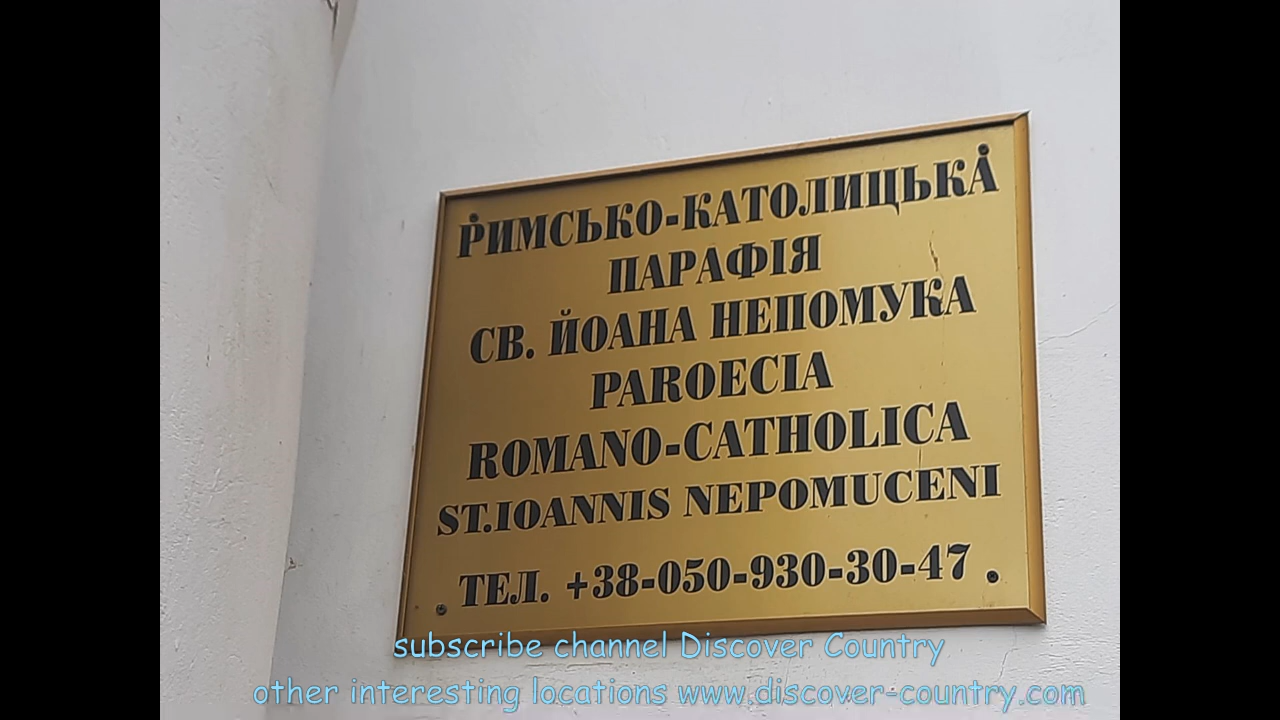 РИМСЬКО-КАТОЛИЦЬКА
ПАРАФІЯ
СВ. ЙОАНА НЕПОМУКА
PAROECIA
ROMANO-CATHOLICA
ST.IOANNIS NEPOMUCENI
ТЕЛ. +38-050-930-30-47
subscribe channel Discover Country
other interesting locations www.discover-country.com